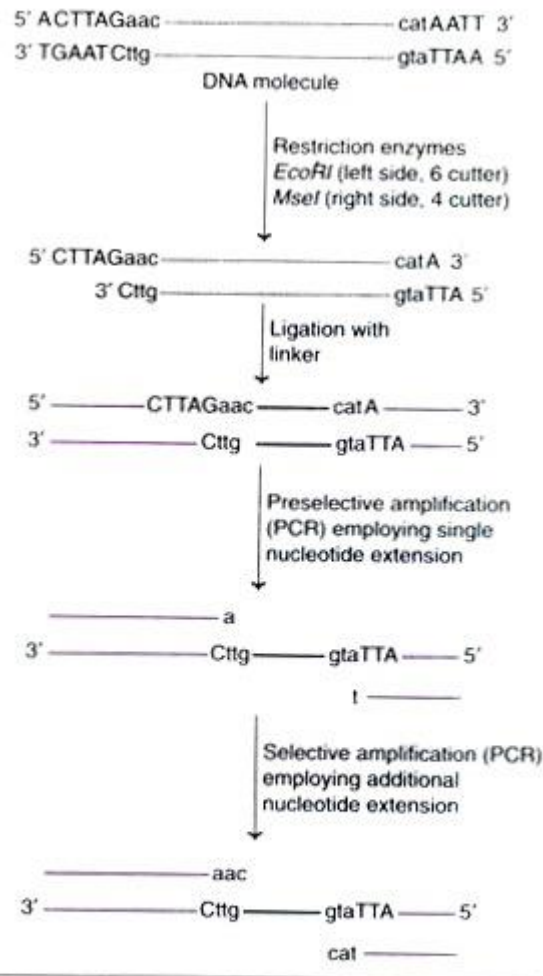 5′ ACTTAGaac catAATT 3′
3′ TGAATCttg gtaTTAA 5′
DNA molecule
Restriction enzymes
EcoRI (left side, 6 cutter)
MseI (right side, 4 cutter)
5′ CTTAGaac catA 3′
3′ Cttg gtaTTA 5′
Ligation with
linker
5′ CTTAGaac catA 3′
3′ Cttg gtaTTA 5′
Preselective amplification
(PCR) employing single
nucleotide extension
a
3′ Cttg gtaTTA 5′
t
Selective amplification (PCR)
employing additional
nucleotide extension
aac
3′ Cttg gtaTTA 5′
cat